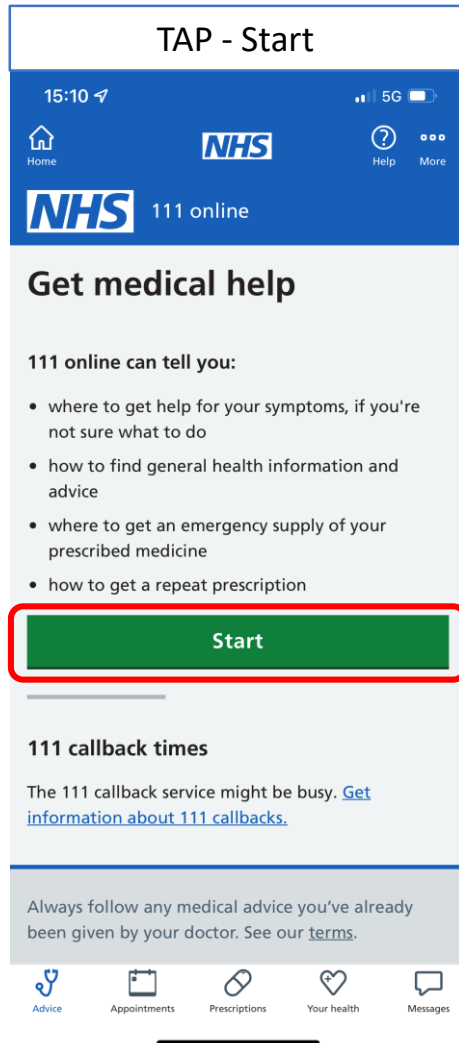 TAP - Start
15:10 5G
NHS
Home Help More
NHS 111 online
Get medical help
111 online can tell you:
• where to get help for your symptoms, if you're
not sure what to do
• how to find general health information and
advice
• where to get an emergency supply of your
prescribed medicine
• how to get a repeat prescription
Start
111 callback times
The 111 callback service might be busy. Get
information about 111 callbacks.
Always follow any medical advice you've already
been given by your doctor. See our terms.
Advice Appointments Prescriptions Your health Messages